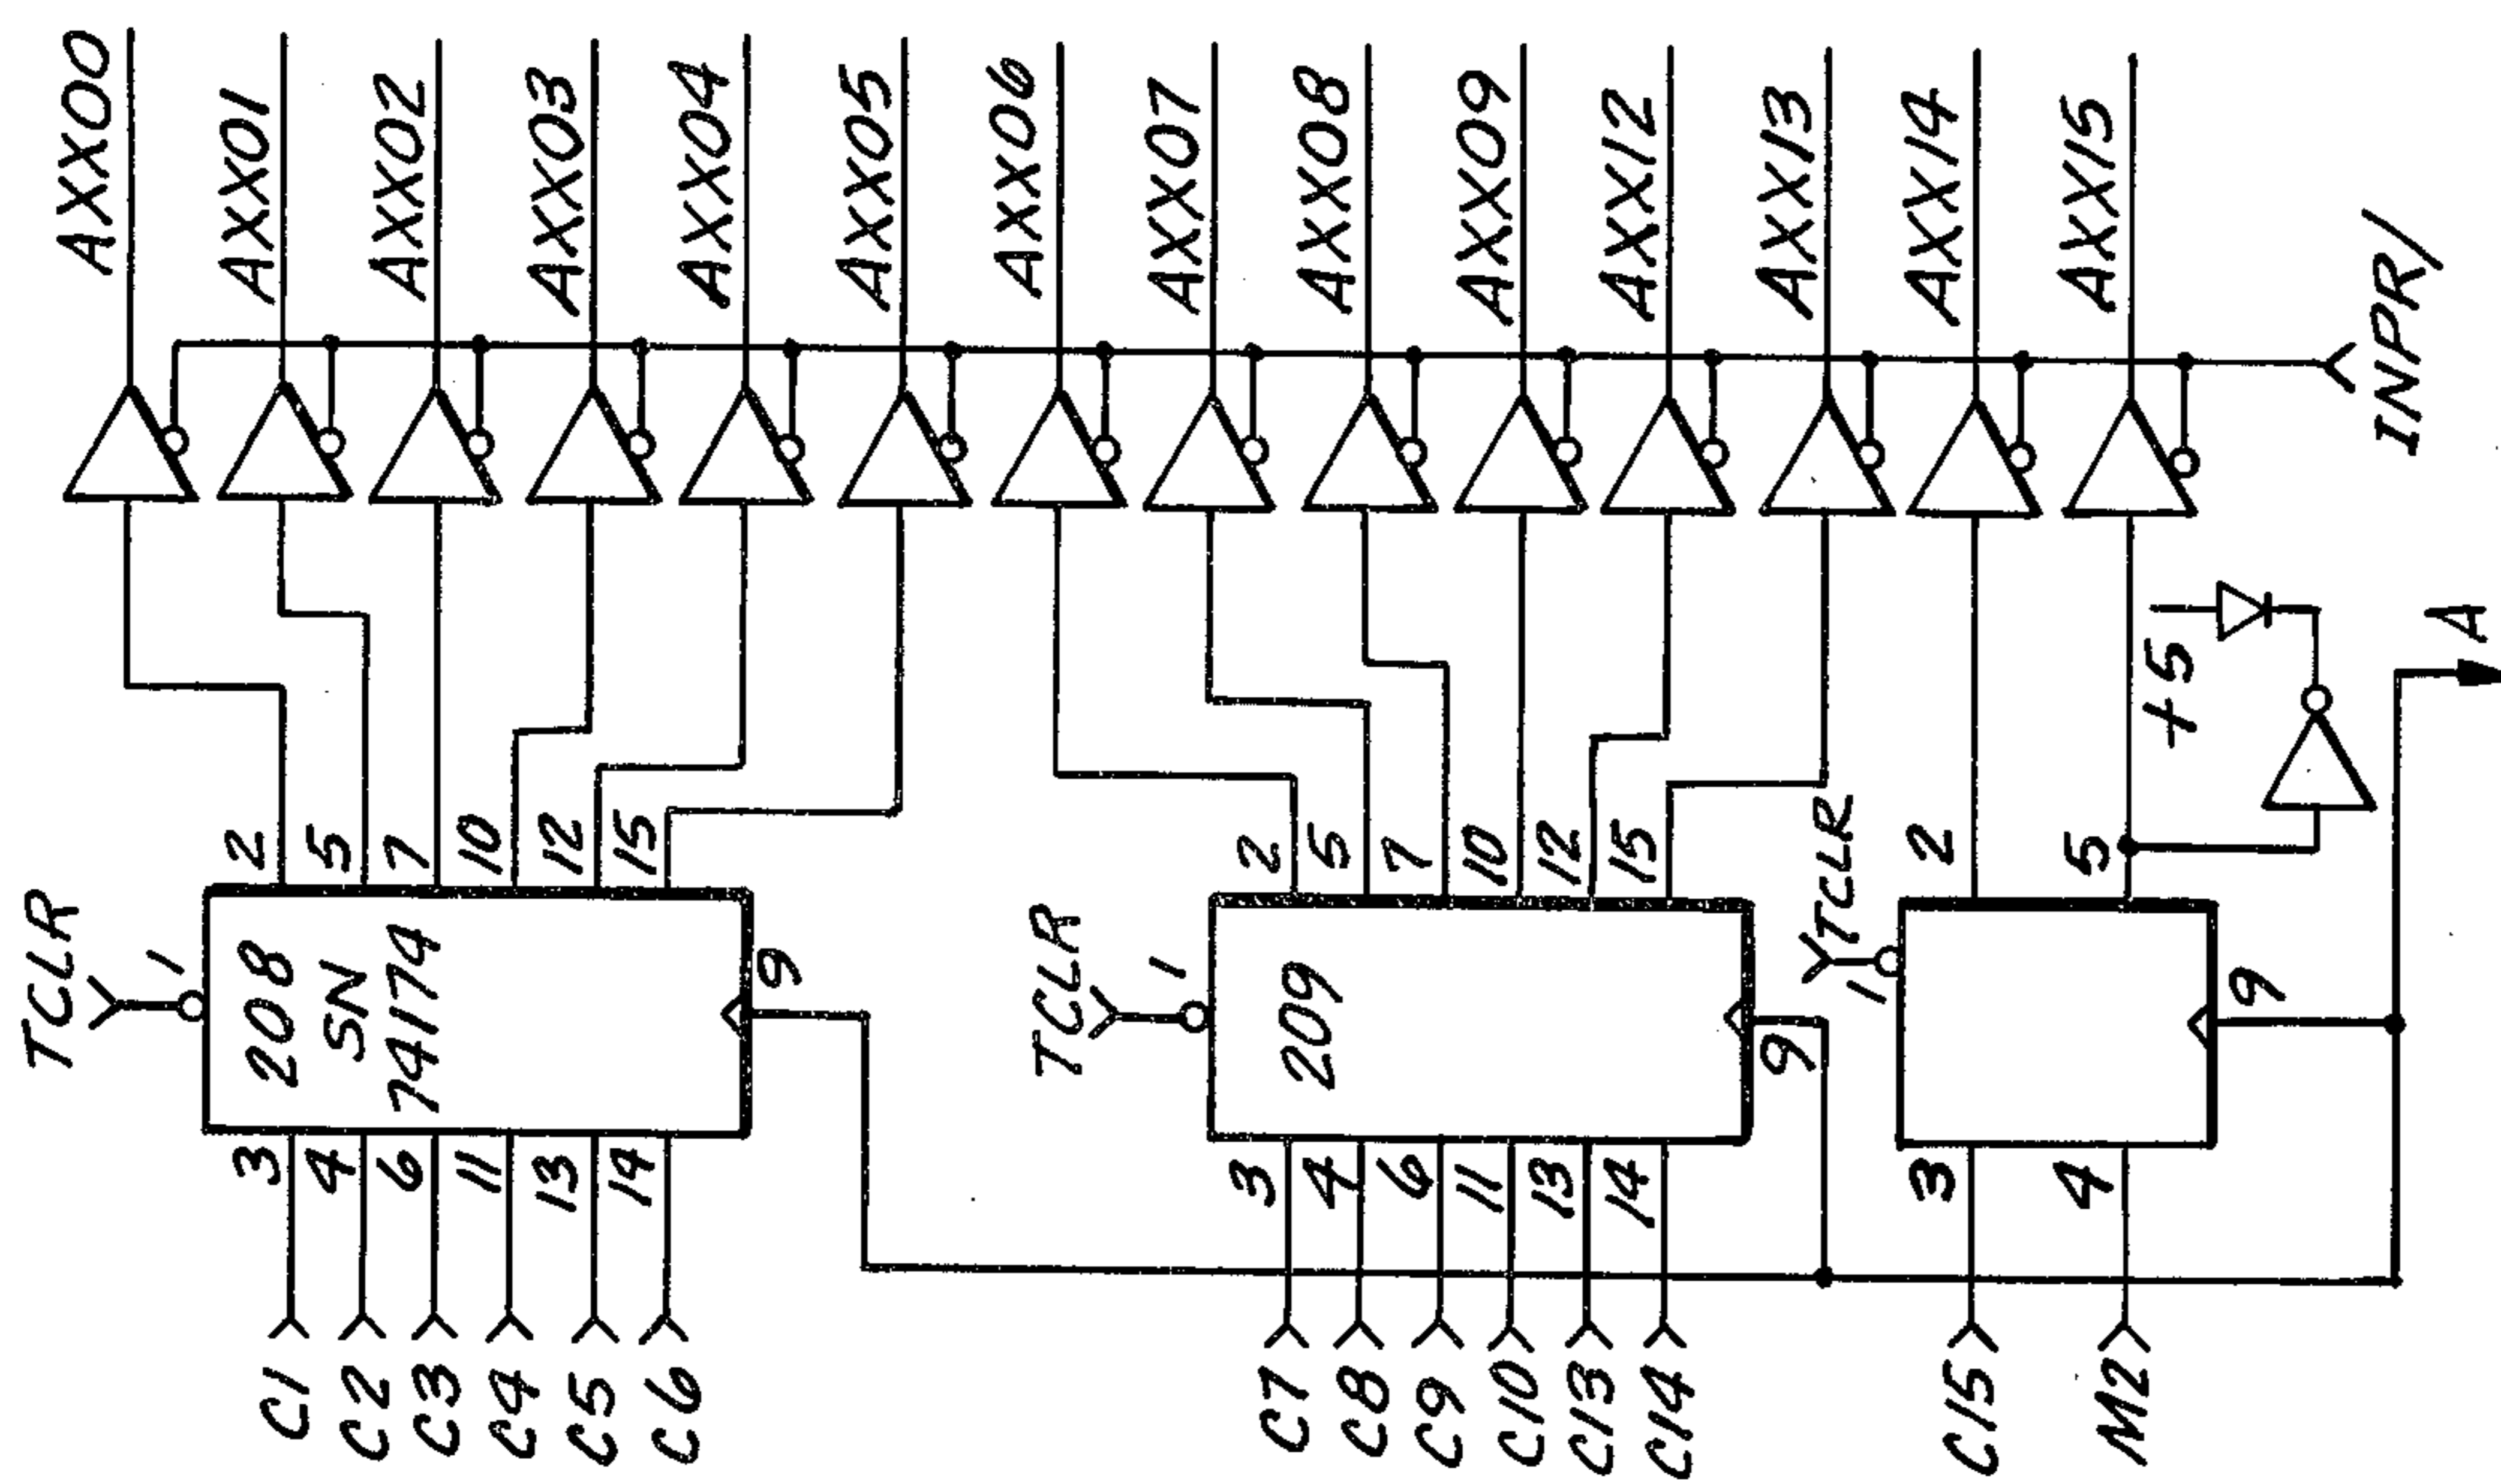 AXX00
AXX01
AXX02
AXX03
AXX04
AXX05
AXX06
AXX07
AXX08
AXX09
AXX12
AXX13
AXX14
AXX15
INPR/
+5
A
2
5
7
10
12
15
TCLR
1
208
SN
74174
9
3
4
6
11
13
14
C1
C2
C3
C4
C5
C6
2
5
7
10
12
15
TCLR
1
209
9
3
4
6
11
13
14
C7
C8
C9
C10
C13
C14
2
5
TCLR
1
9
3
4
C15
M2